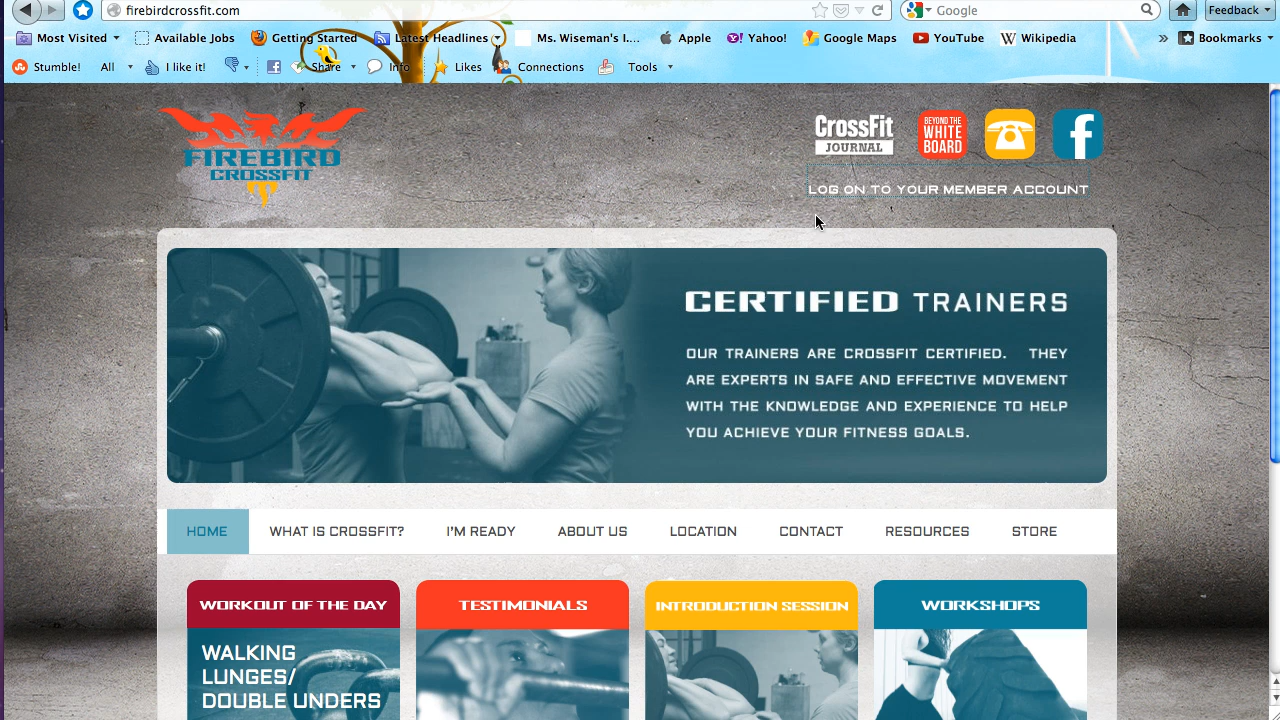 firebirdcrossfit.com
Google
Feedback
Most Visited
Available Jobs
Getting Started
Latest Headlines
Ms. Wiseman's I....
Apple
Yahoo!
Google Maps
YouTube
Wikipedia
»
Bookmarks
Stumble!
All
I like it!
Share
Info
Likes
Connections
Tools
FIREBIRD
CROSSFIT
CrossFit
JOURNAL
BEYOND THE
WHITE
BOARD
f
LOG ON TO YOUR MEMBER ACCOUNT
CERTIFIED TRAINERS
OUR TRAINERS ARE CROSSFIT CERTIFIED. THEY
ARE EXPERTS IN SAFE AND EFFECTIVE MOVEMENT
WITH THE KNOWLEDGE AND EXPERIENCE TO HELP
YOU ACHIEVE YOUR FITNESS GOALS.
HOME
WHAT IS CROSSFIT?
I'M READY
ABOUT US
LOCATION
CONTACT
RESOURCES
STORE
WORKOUT OF THE DAY
TESTIMONIALS
INTRODUCTION SESSION
WORKSHOPS
WALKING
LUNGES/
DOUBLE UNDERS